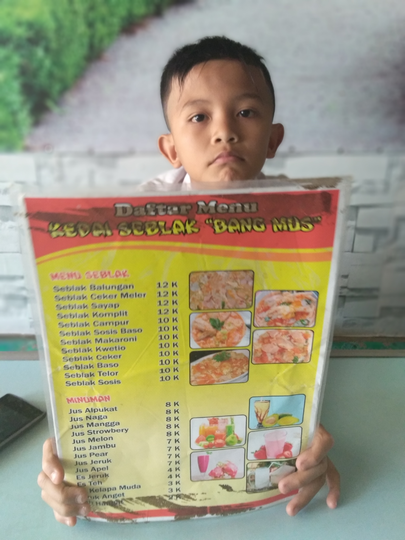 Daftar Menu
KEDAI SEBLAK "BANG MUS"
MENU SEBLAK
Seblak Balungan 12 K
Seblak Ceker Meler 12 K
Seblak Sayap 12 K
Seblak Komplit 12 K
Seblak Campur 10 K
Seblak Sosis Baso 10 K
Seblak Makaroni 10 K
Seblak Kwetio 10 K
Seblak Ceker 10 K
Seblak Baso 10 K
Seblak Telor 10 K
Seblak Sosis 10 K
MINUMAN
Jus Alpukat 8 K
Jus Naga 8 K
Jus Mangga 8 K
Jus Strowbery 8 K
Jus Melon 7 K
Jus Jambu 7 K
Jus Pear 7 K
Jus Jeruk 7 K
Jus Apel 4 K
Es Jeruk 4 K
Es Teh 3 K
Kelapa Muda 3 K
Angel